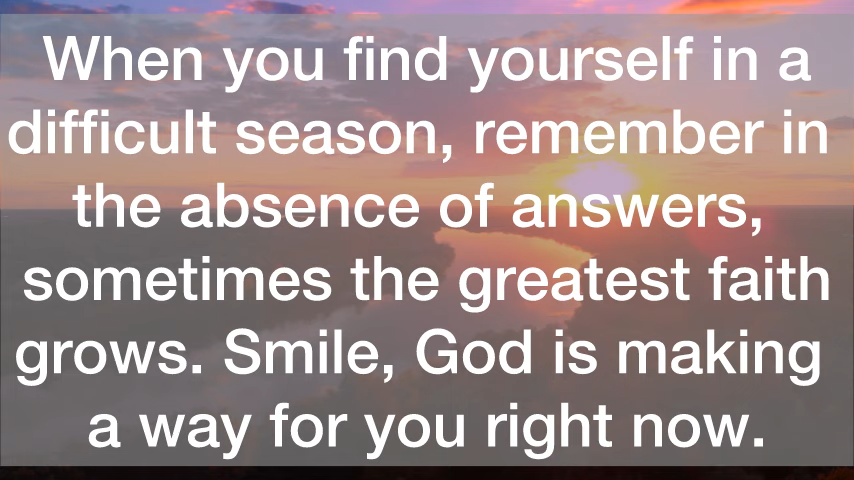 When you find yourself in a
difficult season, remember in
the absence of answers,
sometimes the greatest faith
grows. Smile, God is making
a way for you right now.